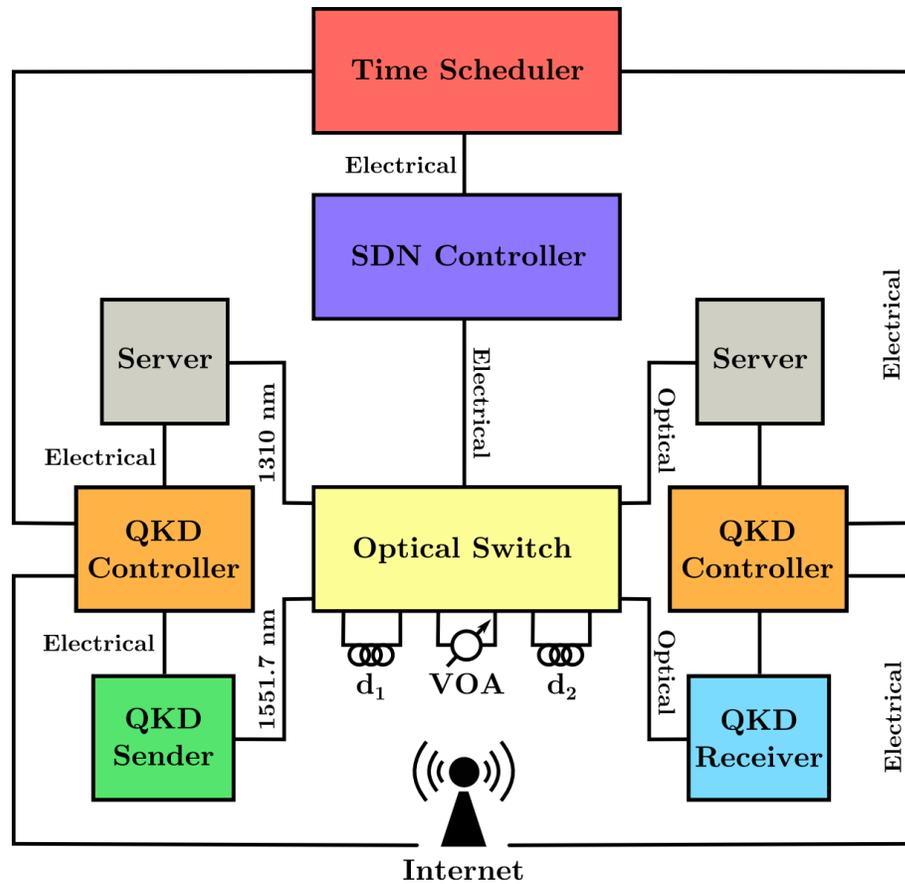 Time Scheduler
Electrical
SDN Controller
Electrical
Server
Server
Electrical
1310 nm
Electrical
Optical
QKD
Controller
Optical Switch
QKD
Controller
Electrical
1551.7 nm
d1
VOA
d2
Optical
Electrical
QKD
Sender
QKD
Receiver
Internet